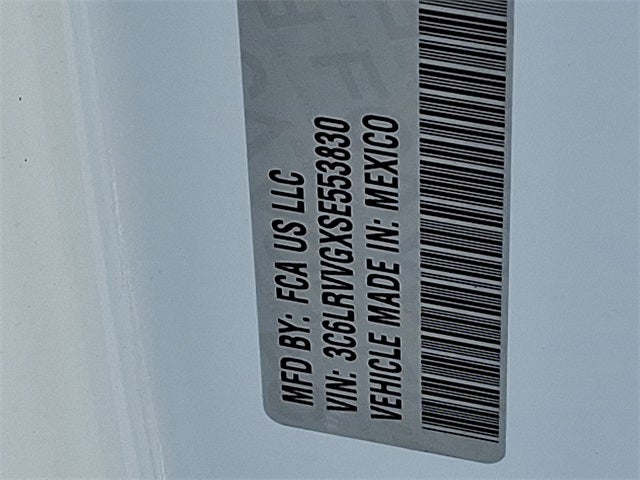 MFD BY: FCA US LLC
VIN: 3C6LRVVGXSE553830
VEHICLE MADE IN: MEXICO